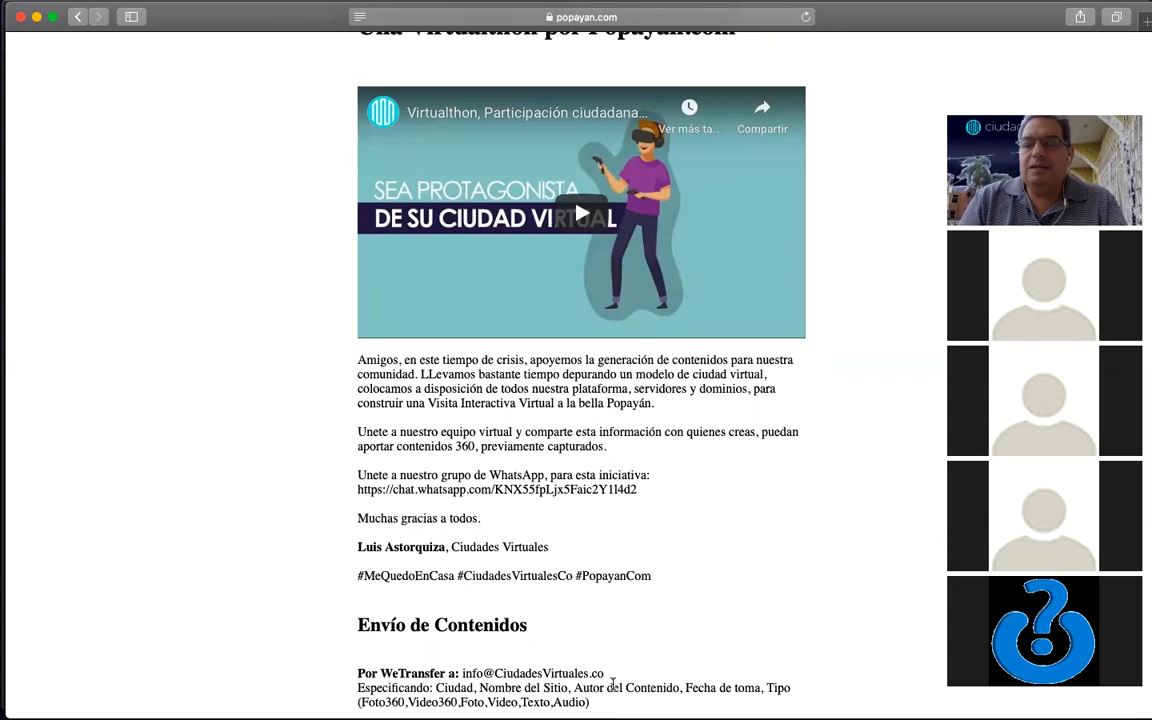 popayan.com
Una Virtualthon por Popayan.com
Virtualthon, Participación ciudadana...
Ver más ta...
Compartir
SEA PROTAGONISTA
DE SU CIUDAD VIRTUAL
ciudad
Amigos, en este tiempo de crisis, apoyemos la generación de contenidos para nuestra
comunidad. LLevamos bastante tiempo depurando un modelo de ciudad virtual,
colocamos a disposición de todos nuestra plataforma, servidores y dominios, para
construir una Visita Interactiva Virtual a la bella Popayán.
Unete a nuestro equipo virtual y comparte esta información con quienes creas, puedan
aportar contenidos 360, previamente capturados.
Unete a nuestro grupo de WhatsApp, para esta iniciativa:
https://chat.whatsapp.com/KNX55fpLjx5Faic2Y1l4d2
Muchas gracias a todos.
Luis Astorquiza, Ciudades Virtuales
#MeQuedoEnCasa #CiudadesVirtualesCo #PopayanCom
Envío de Contenidos
Por WeTransfer a: info@CiudadesVirtuales.co
Especificando: Ciudad, Nombre del Sitio, Autor del Contenido, Fecha de toma, Tipo
(Foto360,Video360,Foto,Video,Texto,Audio)